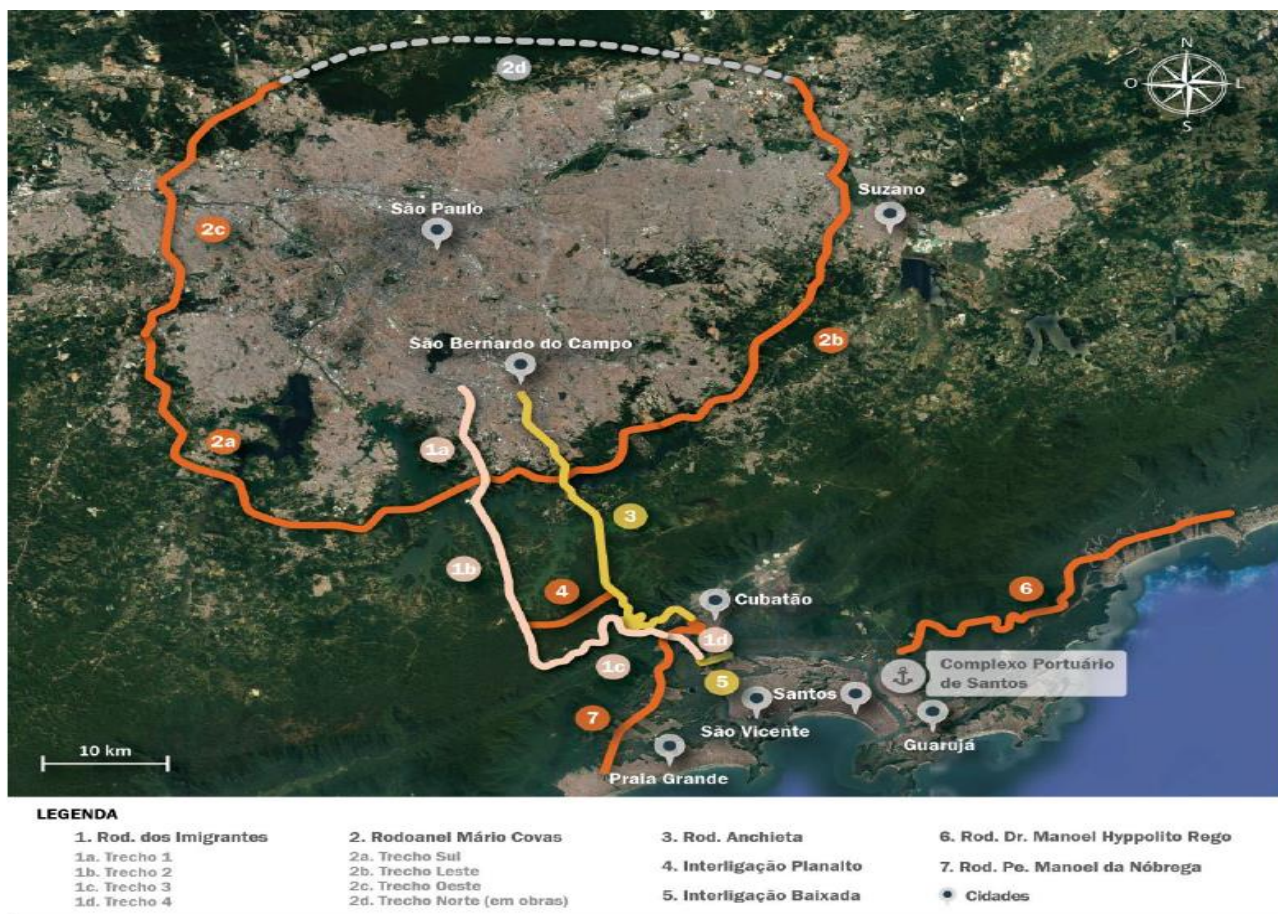 2d
N
O
L
S
Suzano
São Paulo
2c
São Bernardo do Campo
2b
2a
1a
3
1b
4
6
Cubatão
1d
1c
Complexo Portuário
de Santos
5
Santos
7
São Vicente
Guarujá
10 km
Praia Grande
LEGENDA
1. Rod. dos Imigrantes
1a. Trecho 1
1b. Trecho 2
1c. Trecho 3
1d. Trecho 4
2. Rodoanel Mário Covas
2a. Trecho Sul
2b. Trecho Leste
2c. Trecho Oeste
2d. Trecho Norte (em obras)
3. Rod. Anchieta
4. Interligação Planalto
5. Interligação Baixada
6. Rod. Dr. Manoel Hyppolito Rego
7. Rod. Pe. Manoel da Nóbrega
Cidades